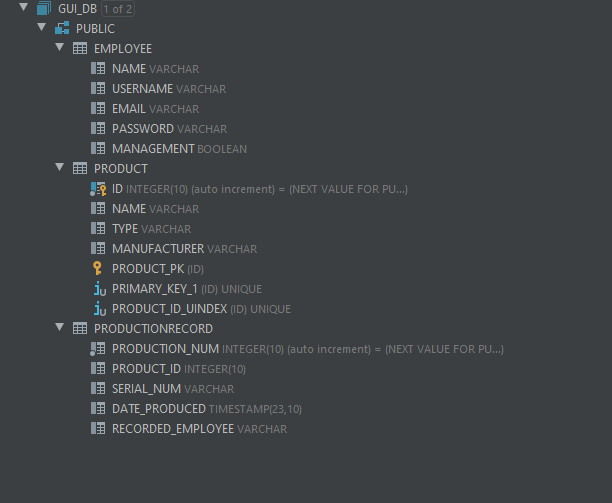 GUI_DB 1 of 2
PUBLIC
EMPLOYEE
NAME VARCHAR
USERNAME VARCHAR
EMAIL VARCHAR
PASSWORD VARCHAR
MANAGEMENT BOOLEAN
PRODUCT
ID INTEGER(10) (auto increment) = (NEXT VALUE FOR PU...)
NAME VARCHAR
TYPE VARCHAR
MANUFACTURER VARCHAR
PRODUCT_PK (ID)
PRIMARY_KEY_1 (ID) UNIQUE
PRODUCT_ID_UINDEX (ID) UNIQUE
PRODUCTIONRECORD
PRODUCTION_NUM INTEGER(10) (auto increment) = (NEXT VALUE FOR PU...)
PRODUCT_ID INTEGER(10)
SERIAL_NUM VARCHAR
DATE_PRODUCED TIMESTAMP(23,10)
RECORDED_EMPLOYEE VARCHAR